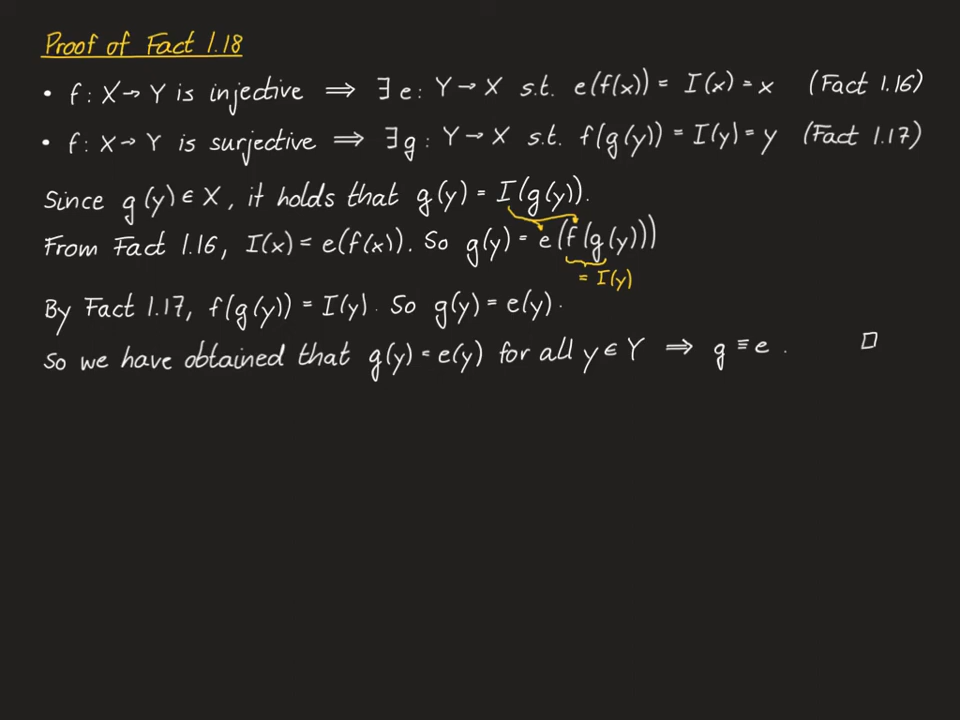 Proof of Fact 1.18
• f: X→Y is injective ⟹ ∃ e: Y→X s.t. e(f(x)) = I(x) = x (Fact 1.16)
• f: X→Y is surjective ⟹ ∃ g: Y→X s.t. f(g(y)) = I(y) = y (Fact 1.17)
Since g(y) ∈ X, it holds that g(y) = I(g(y)).
From Fact 1.16, I(x) = e(f(x)). So g(y) = e(f(g(y)))
= I(y)
By Fact 1.17, f(g(y)) = I(y). So g(y) = e(y).
So we have obtained that g(y) = e(y) for all y ∈ Y ⟹ g ≡ e. □